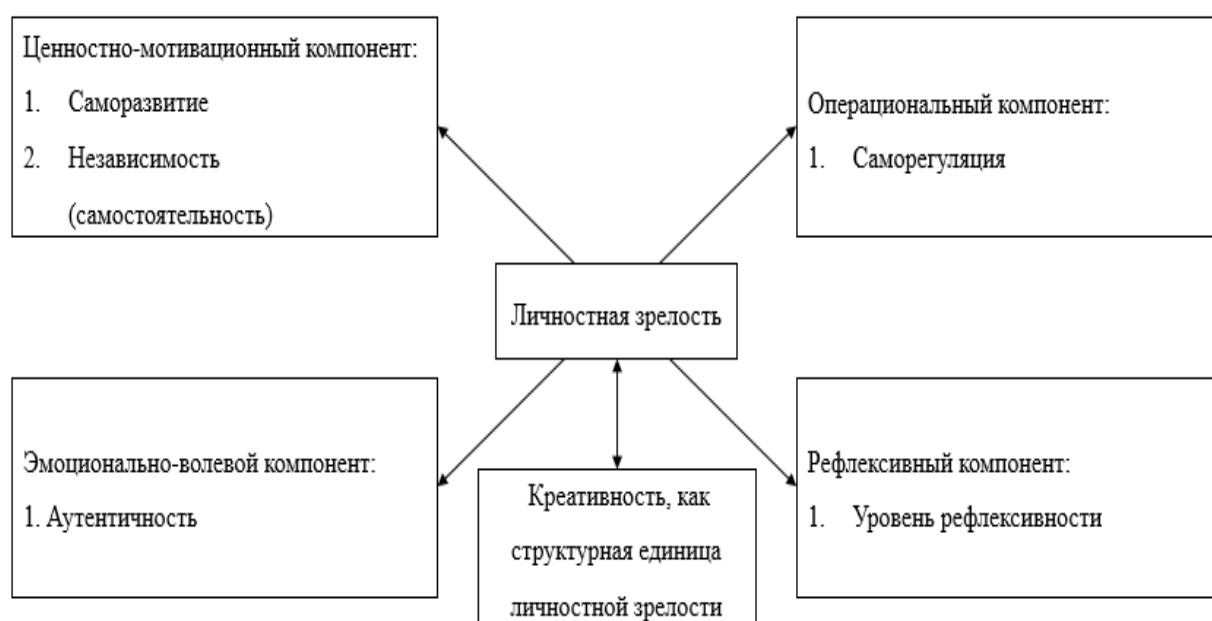 Ценностно-мотивационный компонент:
1. Саморазвитие
2. Независимость
(самостоятельность)
Операциональный компонент:
1. Саморегуляция
Личностная зрелость
Эмоционально-волевой компонент:
1. Аутентичность
Креативность, как
структурная единица
личностной зрелости
Рефлексивный компонент:
1. Уровень рефлексивности